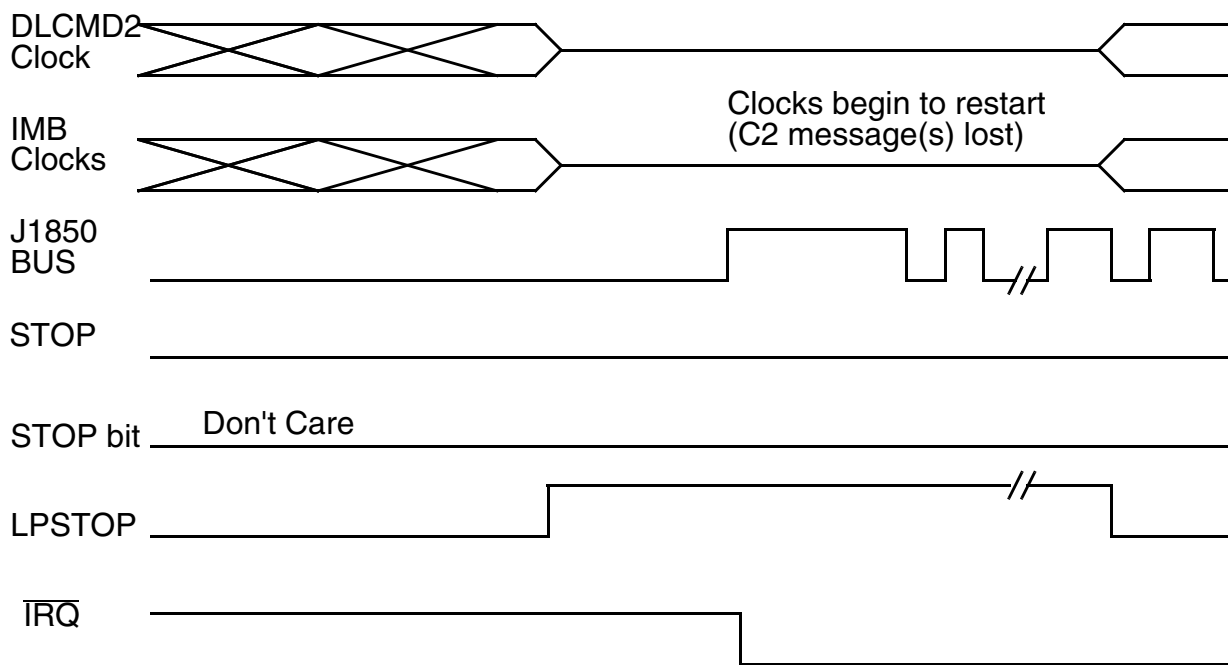 DLCMD2
Clock
Clocks begin to restart
(C2 message(s) lost)
IMB
Clocks
J1850
BUS
STOP
STOP bit
Don't Care
LPSTOP
IRQ